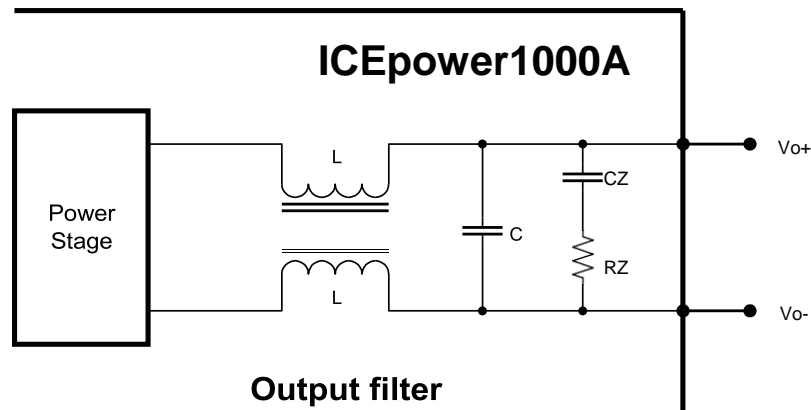 ICEpower1000A
L
Vo+
CZ
Power
Stage
C
RZ
L
Vo-
Output filter